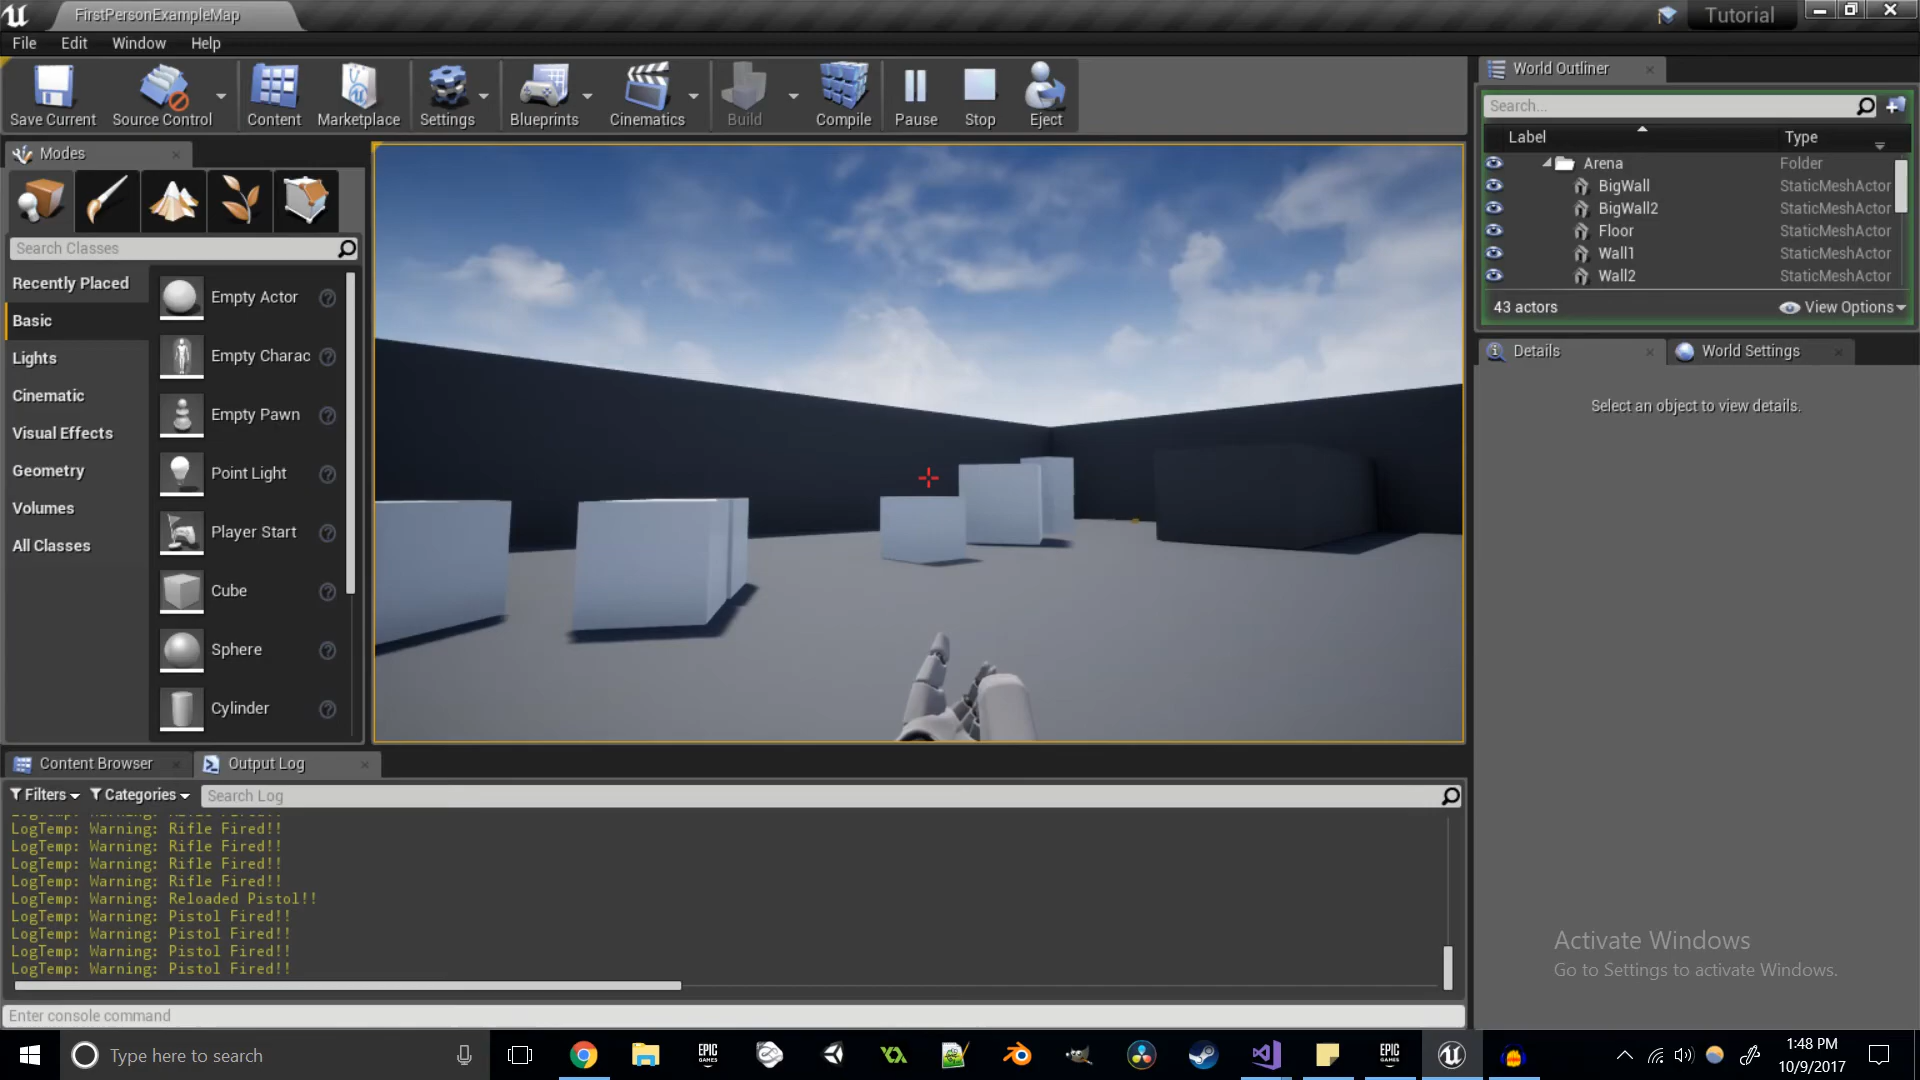 FirstPersonExampleMap
Tutorial
File Edit Window Help
Save Current Source Control Content Marketplace Settings Blueprints Cinematics Build Compile Pause Stop Eject
Modes
Search Classes
Recently Placed
Basic
Lights
Cinematic
Visual Effects
Geometry
Volumes
All Classes
Empty Actor
Empty Charac
Empty Pawn
Point Light
Player Start
Cube
Sphere
Cylinder
World Outliner
Search...
Label Type
Arena Folder
BigWall StaticMeshActor
BigWall2 StaticMeshActor
Floor StaticMeshActor
Wall1 StaticMeshActor
Wall2 StaticMeshActor
43 actors View Options
Details World Settings
Select an object to view details.
Content Browser Output Log
Filters Categories Search Log
LogTemp: Warning: Rifle Fired!!
LogTemp: Warning: Rifle Fired!!
LogTemp: Warning: Rifle Fired!!
LogTemp: Warning: Rifle Fired!!
LogTemp: Warning: Reloaded Pistol!!
LogTemp: Warning: Pistol Fired!!
LogTemp: Warning: Pistol Fired!!
LogTemp: Warning: Pistol Fired!!
LogTemp: Warning: Pistol Fired!!
Enter console command
Activate Windows
Go to Settings to activate Windows.
Type here to search
EPIC GAMES
EPIC GAMES
1:48 PM
10/9/2017